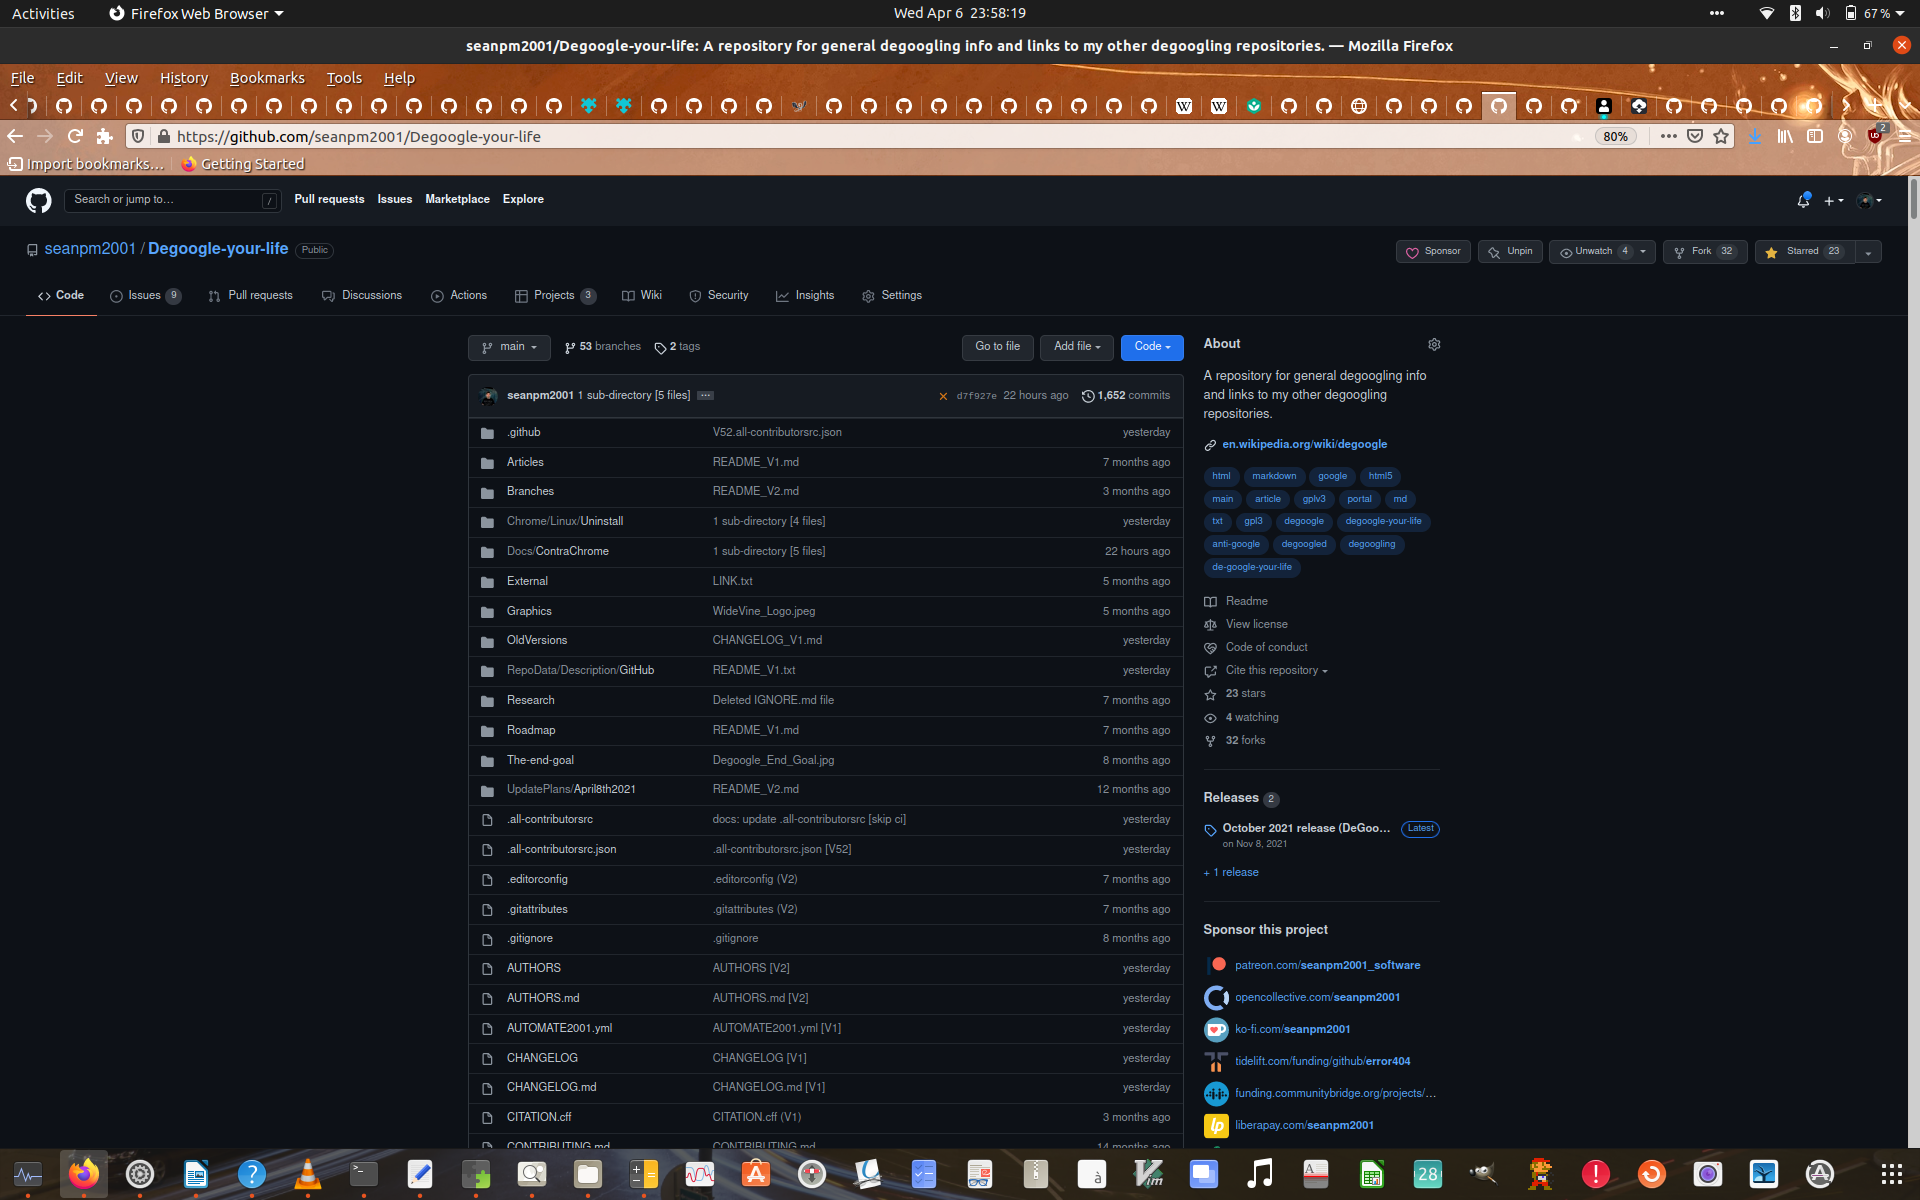 Activities Firefox Web Browser Wed Apr 6 23:58:19 67 %
seanpm2001/Degoogle-your-life: A repository for general degoogling info and links to my other degoogling repositories. — Mozilla Firefox
File Edit View History Bookmarks Tools Help
https://github.com/seanpm2001/Degoogle-your-life 80% 2
Import bookmarks... Getting Started
Search or jump to... / Pull requests Issues Marketplace Explore
seanpm2001 / Degoogle-your-life Public Sponsor Unpin Unwatch 4 Fork 32 Starred 23
Code Issues 9 Pull requests Discussions Actions Projects 3 Wiki Security Insights Settings
main 53 branches 2 tags Go to file Add file Code
seanpm2001 1 sub-directory [5 files] ... d7f927e 22 hours ago 1,652 commits
.github V52.all-contributorsrc.json yesterday
Articles README_V1.md 7 months ago
Branches README_V2.md 3 months ago
Chrome/Linux/Uninstall 1 sub-directory [4 files] yesterday
Docs/ContraChrome 1 sub-directory [5 files] 22 hours ago
External LINK.txt 5 months ago
Graphics WideVine_Logo.jpeg 5 months ago
OldVersions CHANGELOG_V1.md yesterday
RepoData/Description/GitHub README_V1.txt yesterday
Research Deleted IGNORE.md file 7 months ago
Roadmap README_V1.md 7 months ago
The-end-goal Degoogle_End_Goal.jpg 8 months ago
UpdatePlans/April8th2021 README_V2.md 12 months ago
.all-contributorsrc docs: update .all-contributorsrc [skip ci] yesterday
.all-contributorsrc.json .all-contributorsrc.json [V52] yesterday
.editorconfig .editorconfig (V2) 7 months ago
.gitattributes .gitattributes (V2) 7 months ago
.gitignore .gitignore 8 months ago
AUTHORS AUTHORS [V2] yesterday
AUTHORS.md AUTHORS.md [V2] yesterday
AUTOMATE2001.yml AUTOMATE2001.yml [V1] yesterday
CHANGELOG CHANGELOG [V1] yesterday
CHANGELOG.md CHANGELOG.md [V1] yesterday
CITATION.cff CITATION.cff (V1) 3 months ago
CONTRIBUTING.md CONTRIBUTING.md 14 months ago
About
A repository for general degoogling info
and links to my other degoogling
repositories.
en.wikipedia.org/wiki/degoogle
html markdown google html5
main article gplv3 portal md
txt gpl3 degoogle degoogle-your-life
anti-google degoogled degoogling
de-google-your-life
Readme
View license
Code of conduct
Cite this repository
23 stars
4 watching
32 forks
Releases 2
October 2021 release (DeGoo... Latest
on Nov 8, 2021
+ 1 release
Sponsor this project
patreon.com/seanpm2001_software
opencollective.com/seanpm2001
ko-fi.com/seanpm2001
tidelift.com/funding/github/error404
funding.communitybridge.org/projects/...
lp liberapay.com/seanpm2001
28